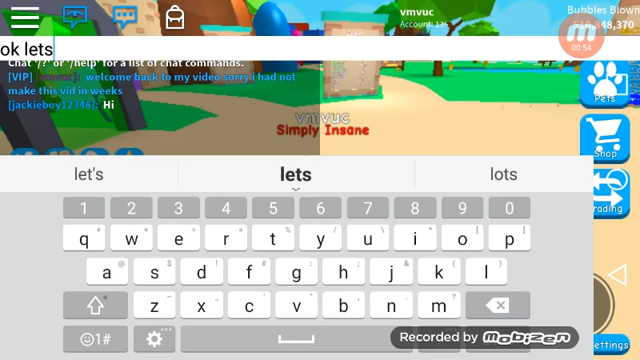 vmvuc
Account: 13+
Bubbles Blown
00:54
ok lets
Chat '/?' or '/help' for a list of chat commands.
[VIP] [vmvuc]: welcome back to my video sorry i had not
make this vid in weeks
[jackieboy12348]: Hi
vmvuc
Simply Insane
Pets
Shop
Trading
let's lets lots
1 2 3 4 5 6 7 8 9 0
q w e r t y u i o p
a s d f g h j k l
z x c v b n m
1#
Recorded by MOBIZEN
Settings